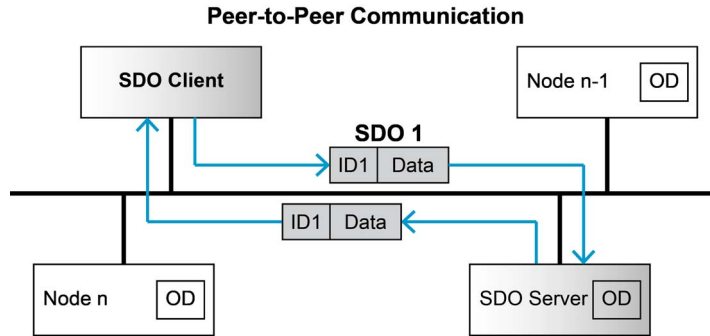 Peer-to-Peer Communication
SDO Client
Node n-1
OD
SDO 1
ID1
Data
ID1
Data
Node n
OD
SDO Server
OD